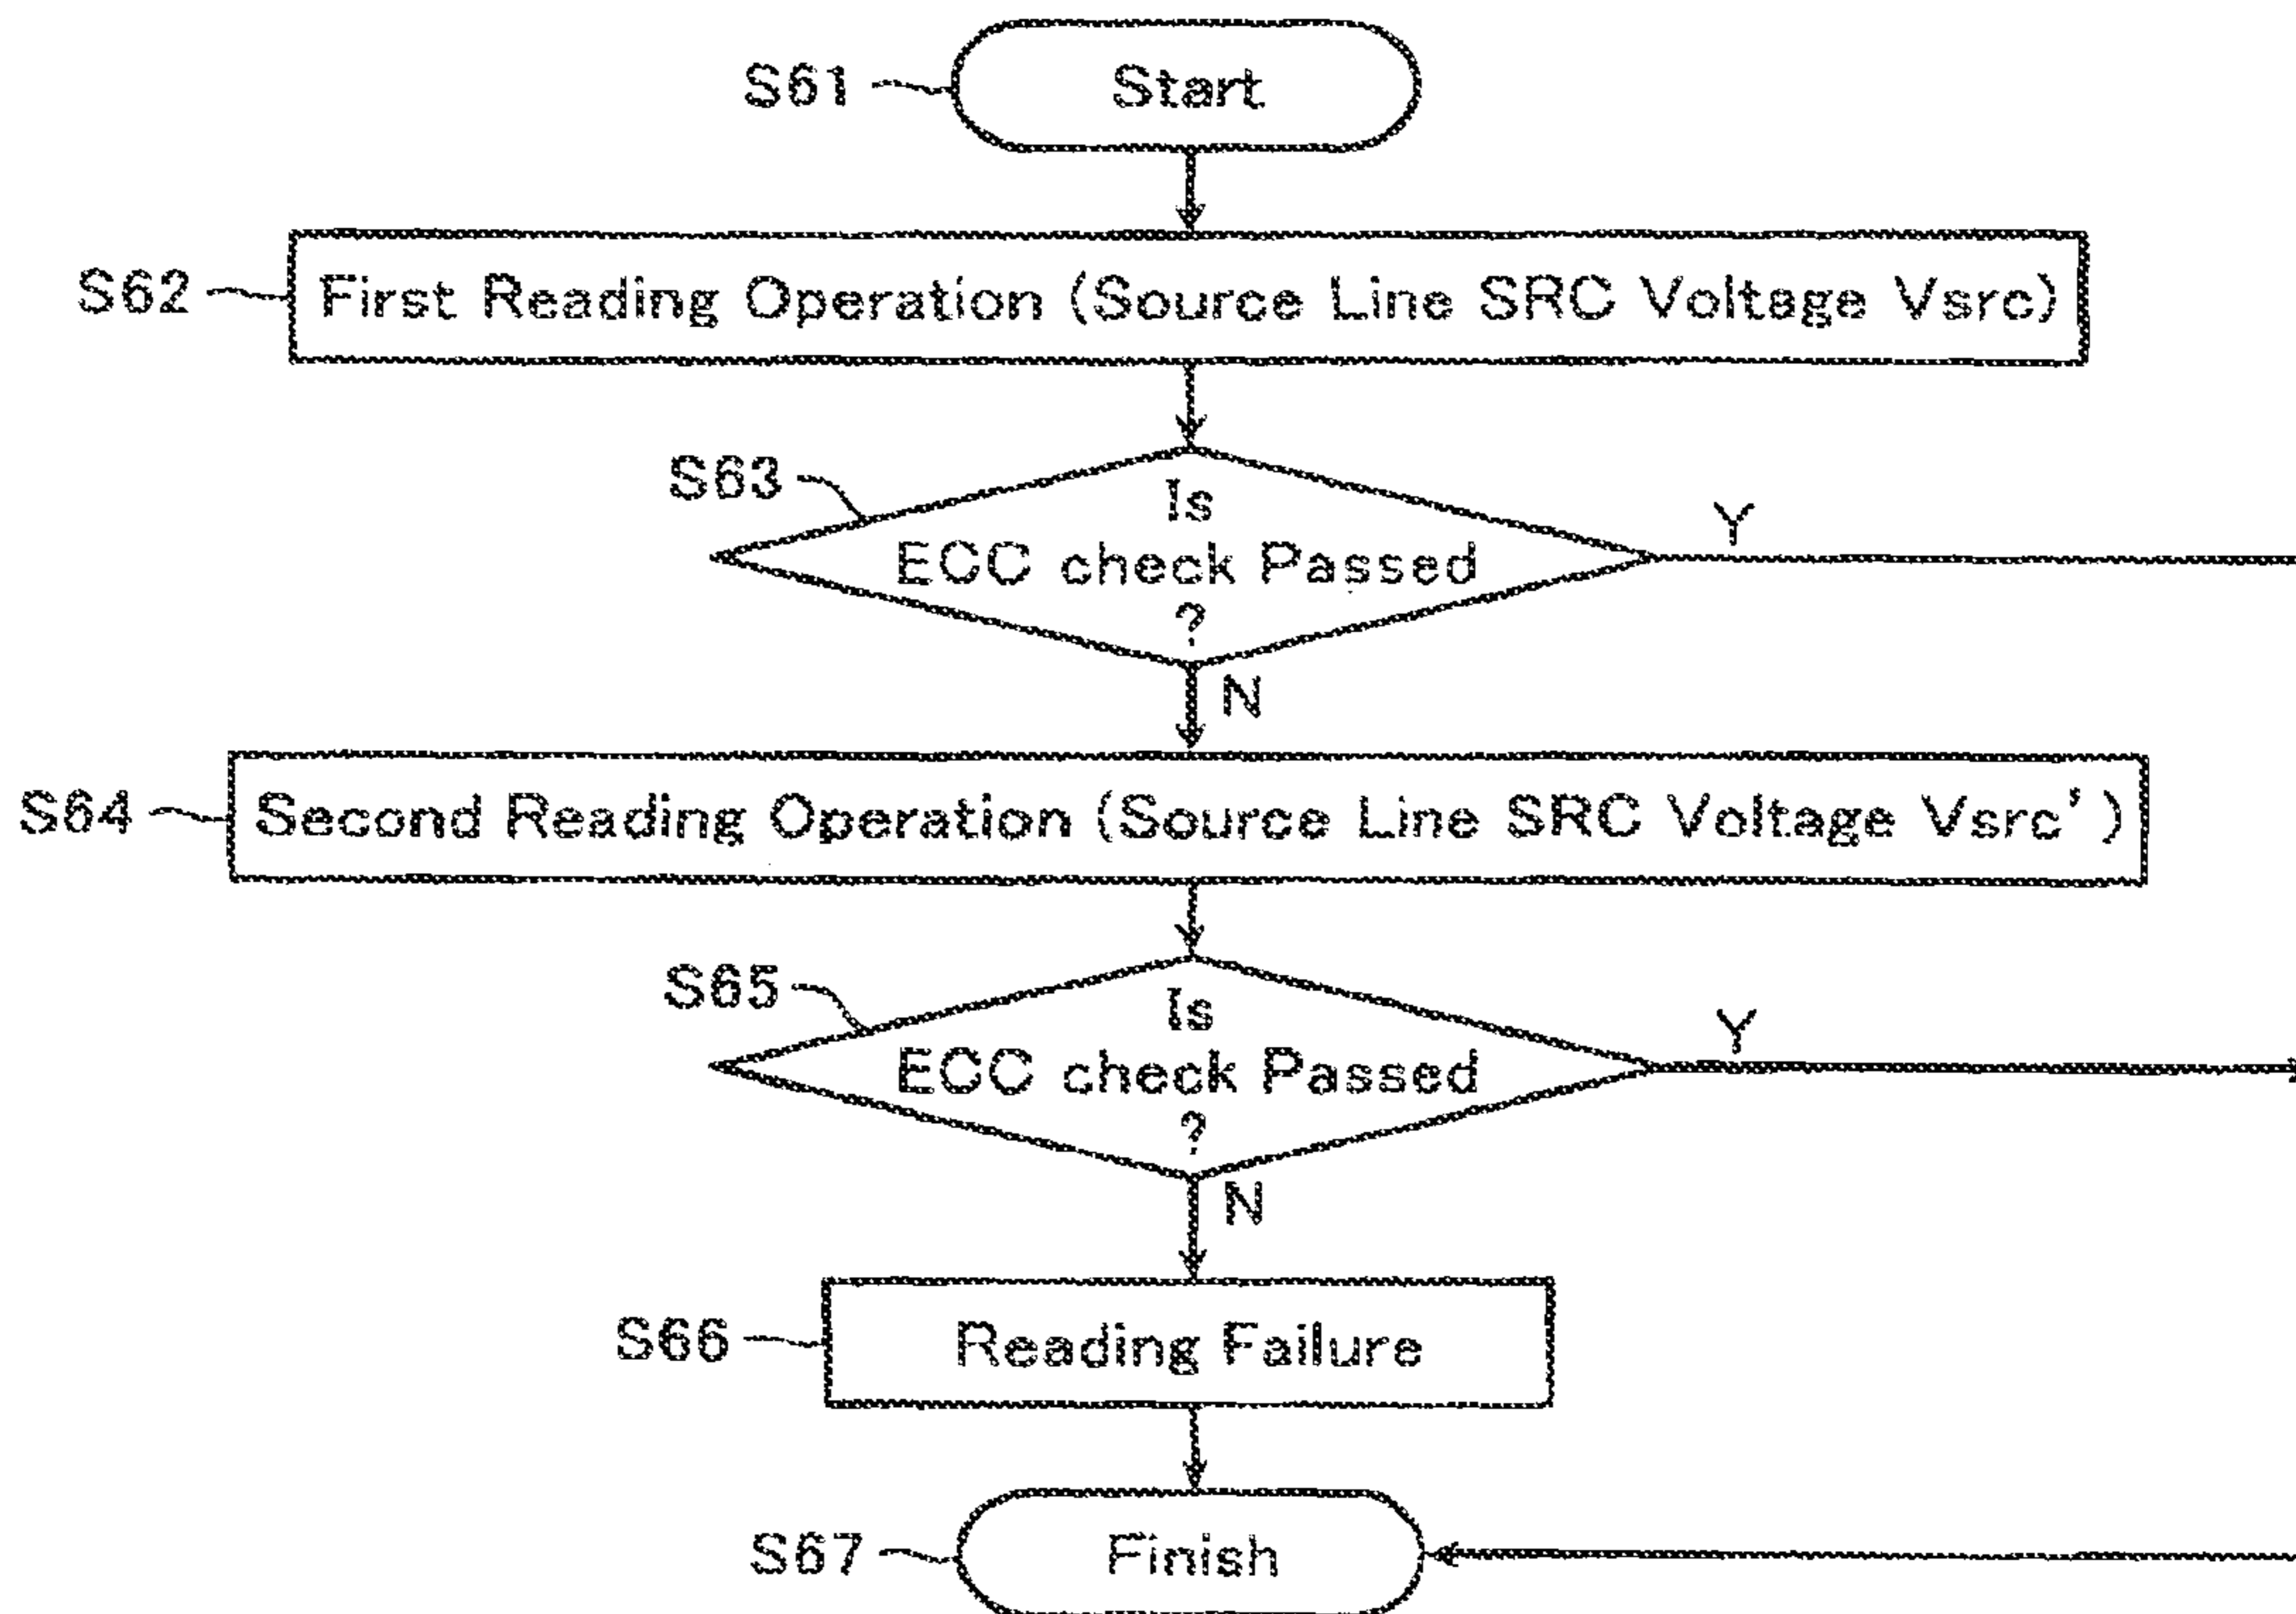 S61
Start
S62
First Reading Operation (Source Line SRC Voltage Vsrc)
S63
Is
ECC check Passed
?
Y
N
S64
Second Reading Operation (Source Line SRC Voltage Vsrc')
S65
Is
ECC check Passed
?
Y
N
S66
Reading Failure
S67
Finish